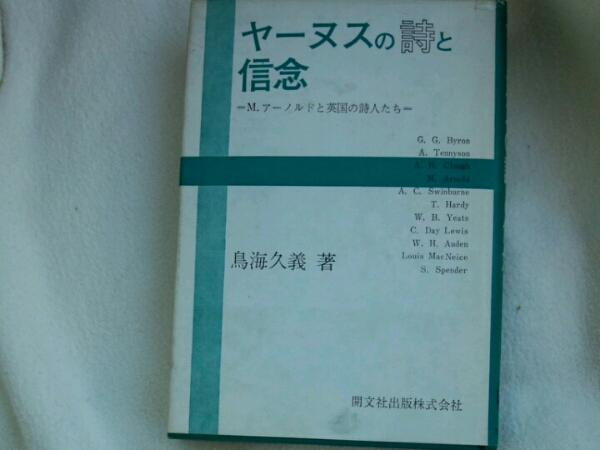 ヤーヌスの詩と
信念
＝M.アーノルドと英国の詩人たち＝
G. G. Byron
A. Tennyson
A. H. Clough
M. Arnold
A. C. Swinburne
T. Hardy
W. B. Yeats
C. Day Lewis
W. H. Auden
Louis MacNeice
S. Spender
鳥海久義 著
開文社出版株式会社